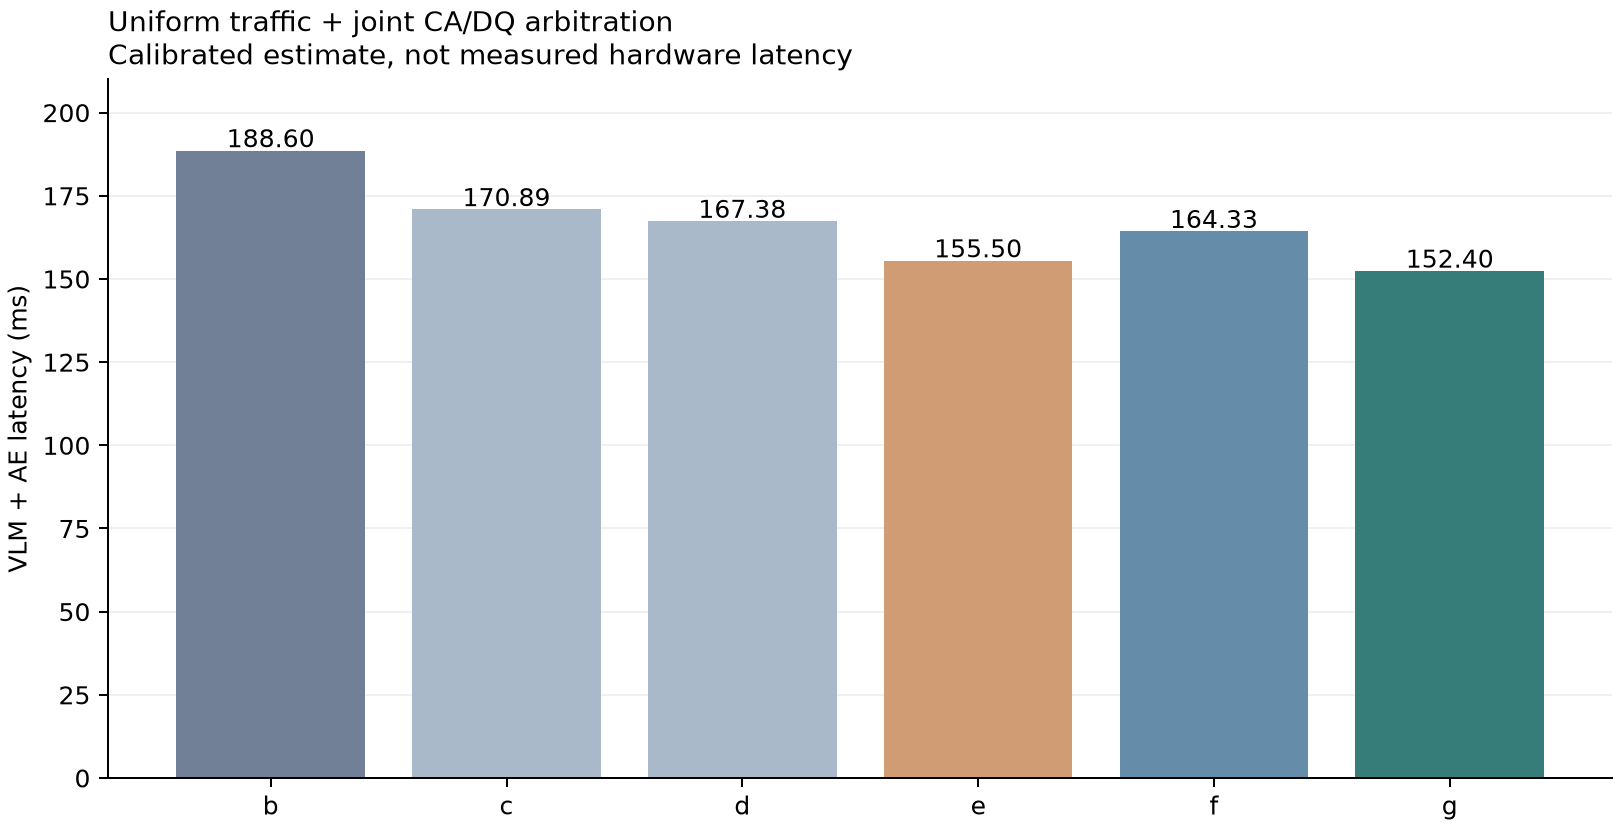 Uniform traffic + joint CA/DQ arbitration
Calibrated estimate, not measured hardware latency
VLM + AE latency (ms)
200
175
150
125
100
75
50
25
0
188.60
170.89
167.38
155.50
164.33
152.40
b
c
d
e
f
g